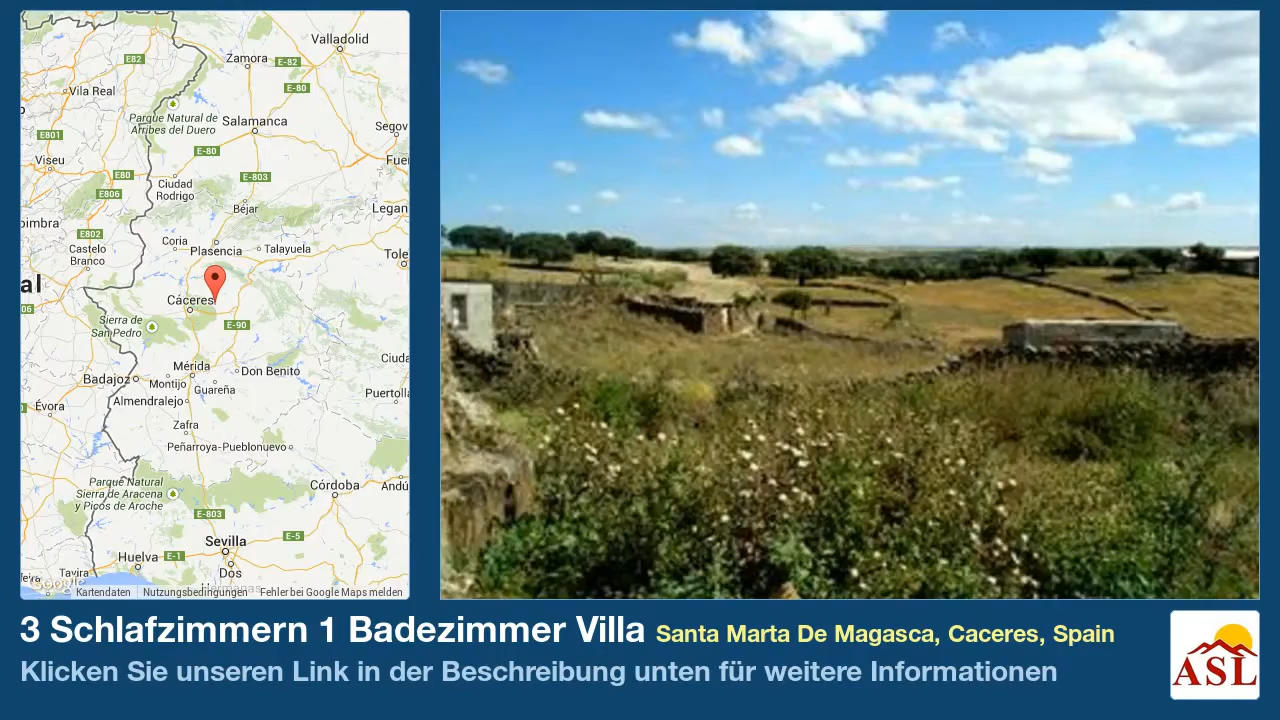 Valladolid
Zamora
E82
E-82
E-80
Vila Real
Parque Natural de
Arribes del Duero
Salamanca
E801
Segov
E-80
Viseu
Fuer
E80
E-803
E806
Ciudad
Rodrigo
Béjar
Legan
oimbra
E802
Coria
Plasencia
Talayuela
Castelo
Branco
Tole
al
Cáceres
06
Sierra de
San Pedro
E-90
Mérida
Ciuda
Badajoz
Montijo
Don Benito
Guareña
Puertolla
Almendralejo
Évora
Zafra
Peñarroya-Pueblonuevo
Parque Natural
Sierra de Aracena
y Picos de Aroche
Córdoba
Andú
E-803
Sevilla
E-5
Huelva
E-1
Dos
Hermanas
Tavira
Google
Kartendaten
Nutzungsbedingungen
Fehler bei Google Maps melden
3 Schlafzimmern 1 Badezimmer Villa Santa Marta De Magasca, Caceres, Spain
Klicken Sie unseren Link in der Beschreibung unten für weitere Informationen
ASL